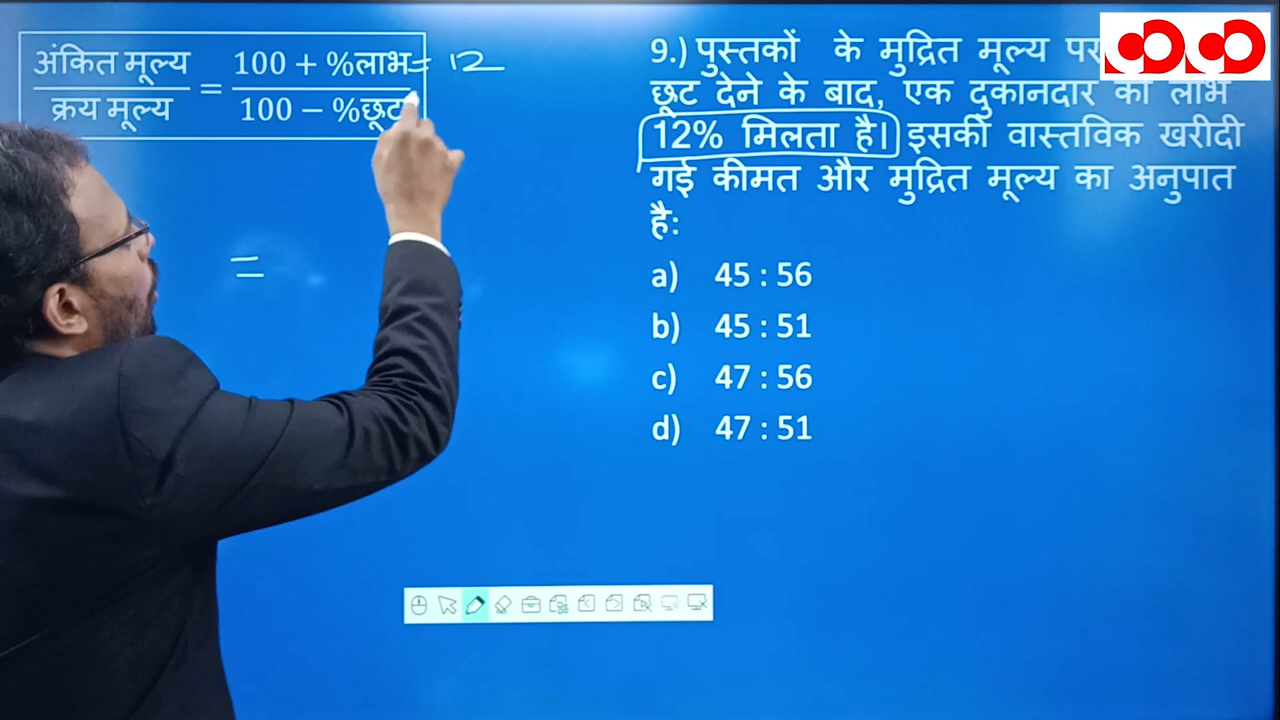 अंकित मूल्य / क्रय मूल्य = 100 + %लाभ / 100 − %छूट
= 12
=
9.) पुस्तकों के मुद्रित मूल्य पर
छूट देने के बाद, एक दुकानदार को लाभ
12% मिलता है। इसकी वास्तविक खरीदी
गई कीमत और मुद्रित मूल्य का अनुपात
है:
a) 45 : 56
b) 45 : 51
c) 47 : 56
d) 47 : 51